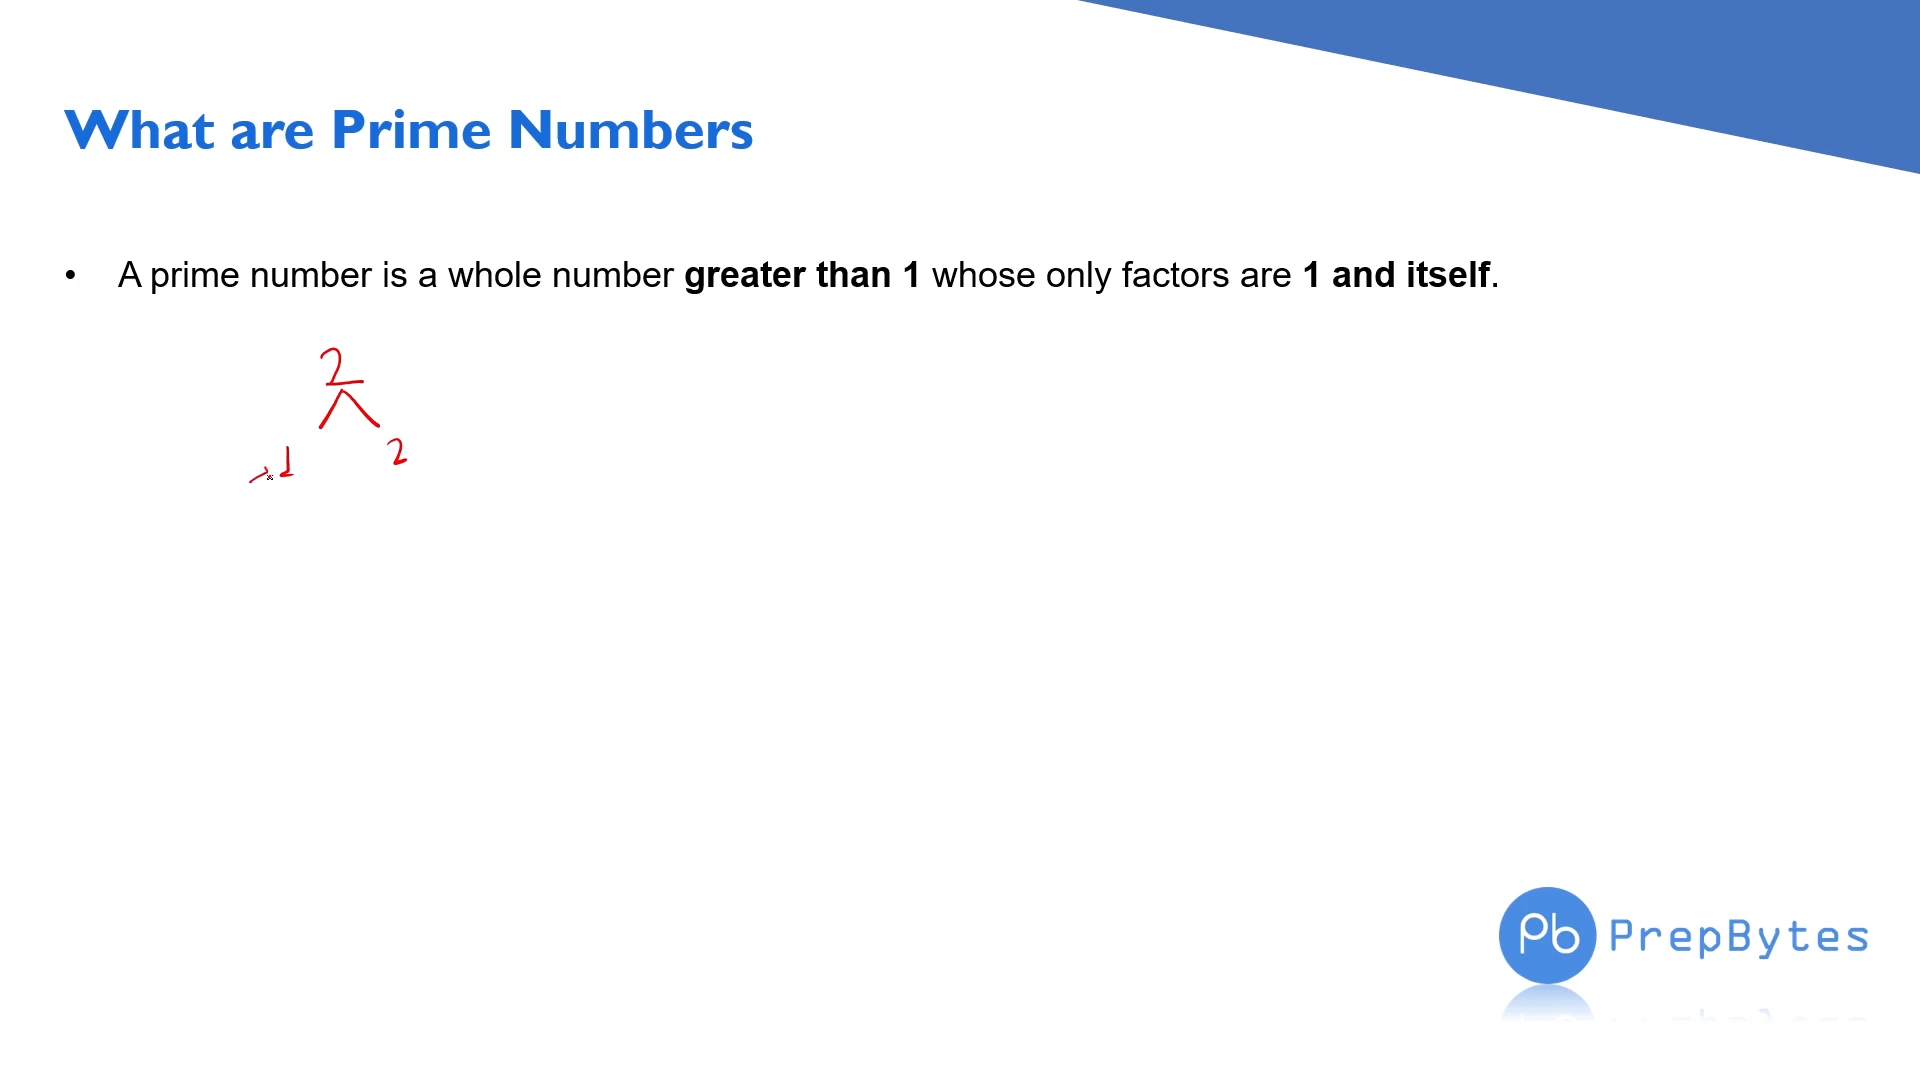 What are Prime Numbers
• A prime number is a whole number greater than 1 whose only factors are 1 and itself.
2
1 2
Pb PrepBytes